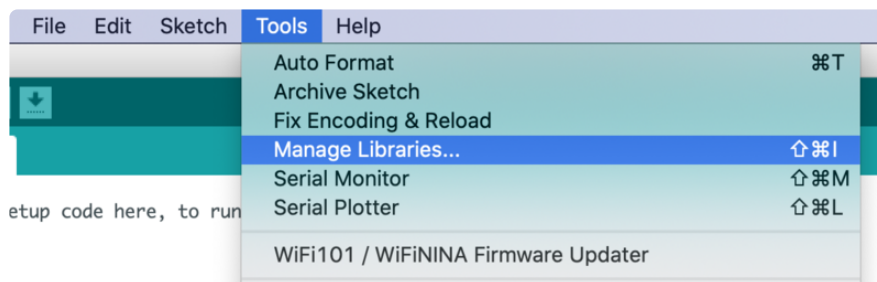 File Edit Sketch Tools Help
Auto Format ⌘T
Archive Sketch
Fix Encoding & Reload
Manage Libraries... ⇧⌘I
Serial Monitor ⇧⌘M
etup code here, to run
Serial Plotter ⇧⌘L
WiFi101 / WiFiNINA Firmware Updater